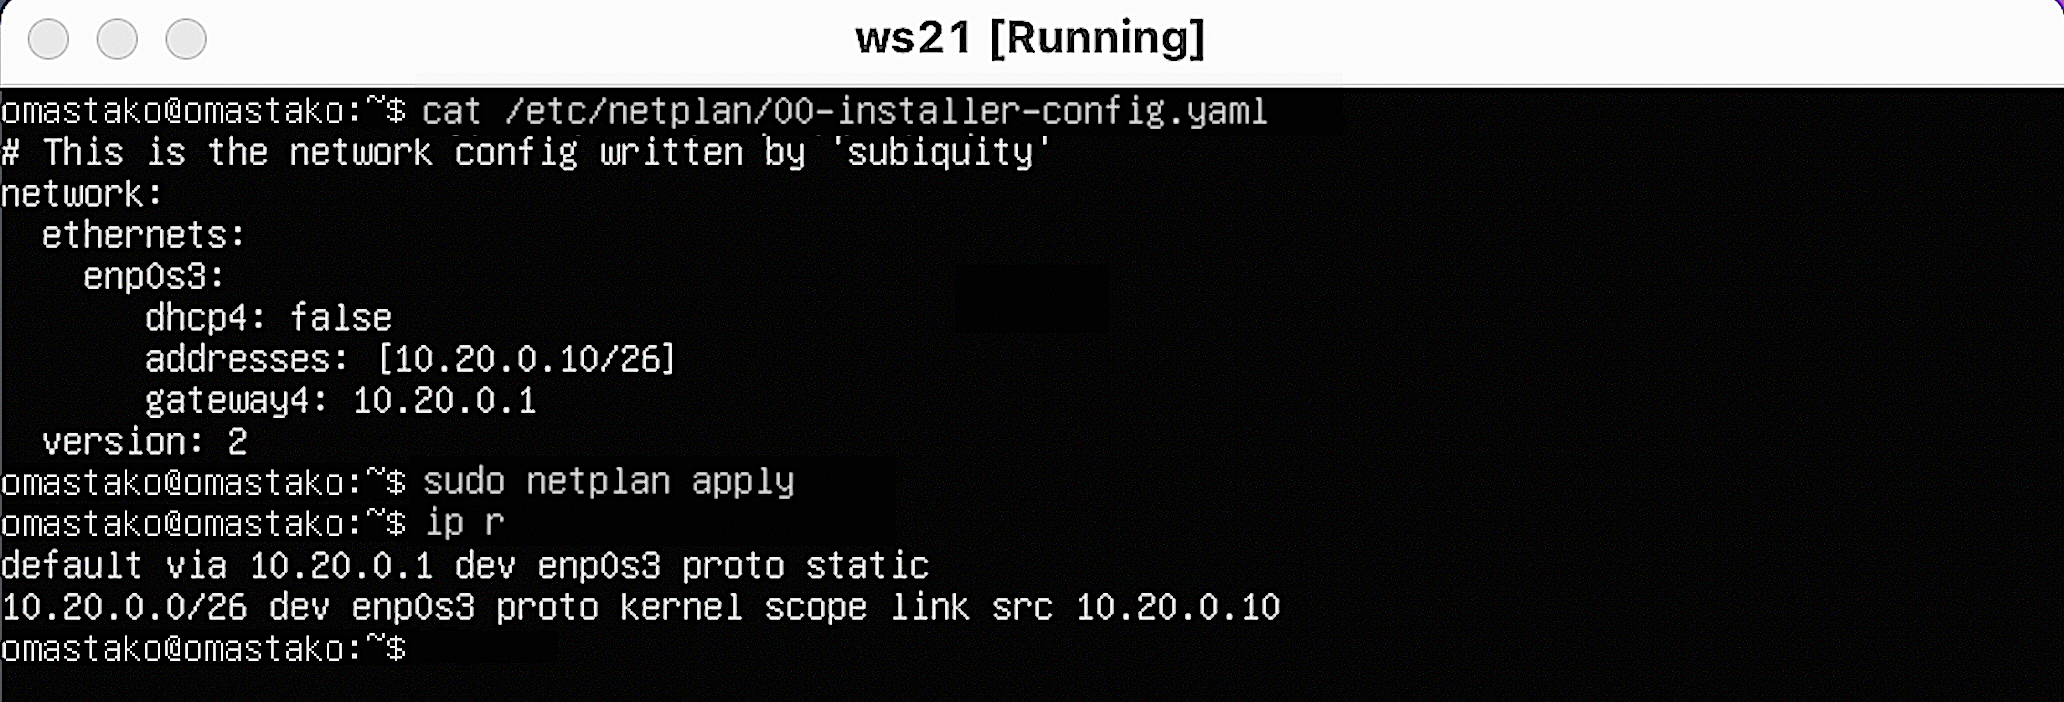 ws21 [Running]
omastako@omastako:~$ cat /etc/netplan/00-installer-config.yaml
# This is the network config written by 'subiquity'
network:
  ethernets:
    enp0s3:
       dhcp4: false
       addresses: [10.20.0.10/26]
       gateway4: 10.20.0.1
  version: 2
omastako@omastako:~$ sudo netplan apply
omastako@omastako:~$ ip r
default via 10.20.0.1 dev enp0s3 proto static
10.20.0.0/26 dev enp0s3 proto kernel scope link src 10.20.0.10
omastako@omastako:~$